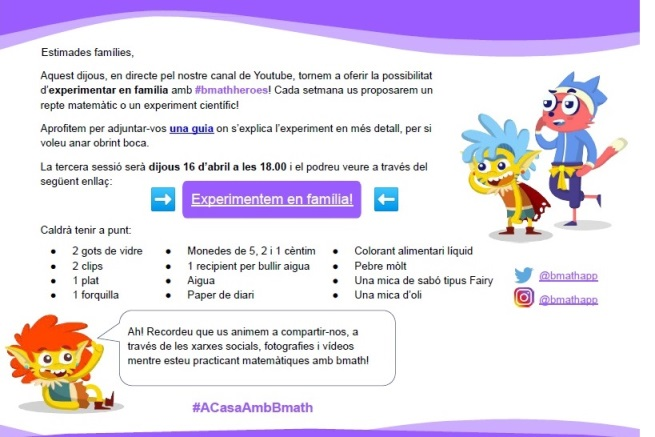 Estimades famílies,
Aquest dijous, en directe pel nostre canal de Youtube, tornem a oferir la possibilitat
d'experimentar en família amb #bmathheroes! Cada setmana us proposarem un
repte matemàtic o un experiment científic!
Aprofitem per adjuntar-vos una guia on s'explica l'experiment en més detall, per si
voleu anar obrint boca.
La tercera sessió serà dijous 16 d'abril a les 18.00 i el podreu veure a través del
següent enllaç:
Experimentem en família!
Caldrà tenir a punt:
2 gots de vidre
2 clips
1 plat
1 forquilla
Monedes de 5, 2 i 1 cèntim
1 recipient per bullir aigua
Aigua
Paper de diari
Colorant alimentari líquid
Pebre mòlt
Una mica de sabó tipus Fairy
Una mica d'oli
@bmathapp
@bmathapp
Ah! Recordeu que us animem a compartir-nos, a
través de les xarxes socials, fotografies i vídeos
mentre esteu practicant matemàtiques amb bmath!
#ACasaAmbBmath